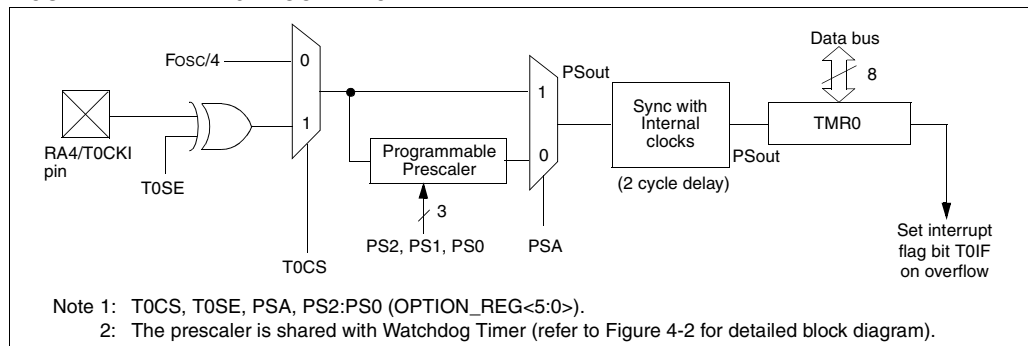 Data bus
FOSC/4
0
PSout
8
1
Sync with
Internal
clocks
TMR0
1
RA4/T0CKI
pin
Programmable
Prescaler
0
PSout
T0SE
(2 cycle delay)
3
PS2, PS1, PS0
PSA
Set interrupt
flag bit T0IF
on overflow
T0CS
Note 1: T0CS, T0SE, PSA, PS2:PS0 (OPTION_REG<5:0>).
2: The prescaler is shared with Watchdog Timer (refer to Figure 4-2 for detailed block diagram).